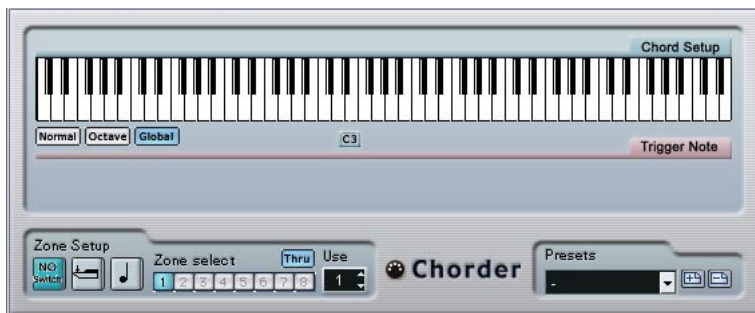 Chord Setup
Normal Octave Global
C3
Trigger Note
Zone Setup
NO Switch
Zone select Thru
1 2 3 4 5 6 7 8
Use
1
Chorder
Presets
-